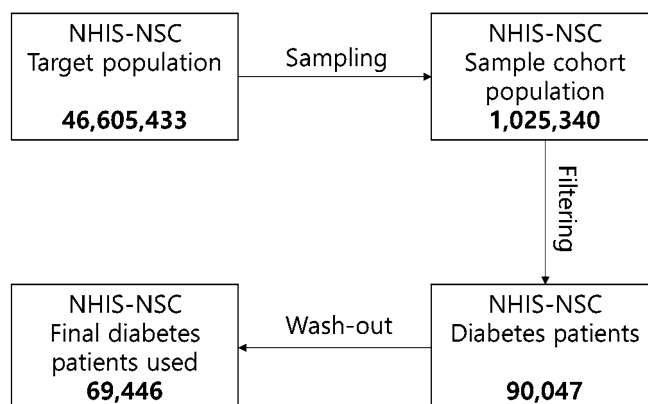 NHIS-NSC
Target population
46,605,433
Sampling
NHIS-NSC
Sample cohort
population
1,025,340
Filtering
NHIS-NSC
Diabetes patients
90,047
Wash-out
NHIS-NSC
Final diabetes
patients used
69,446